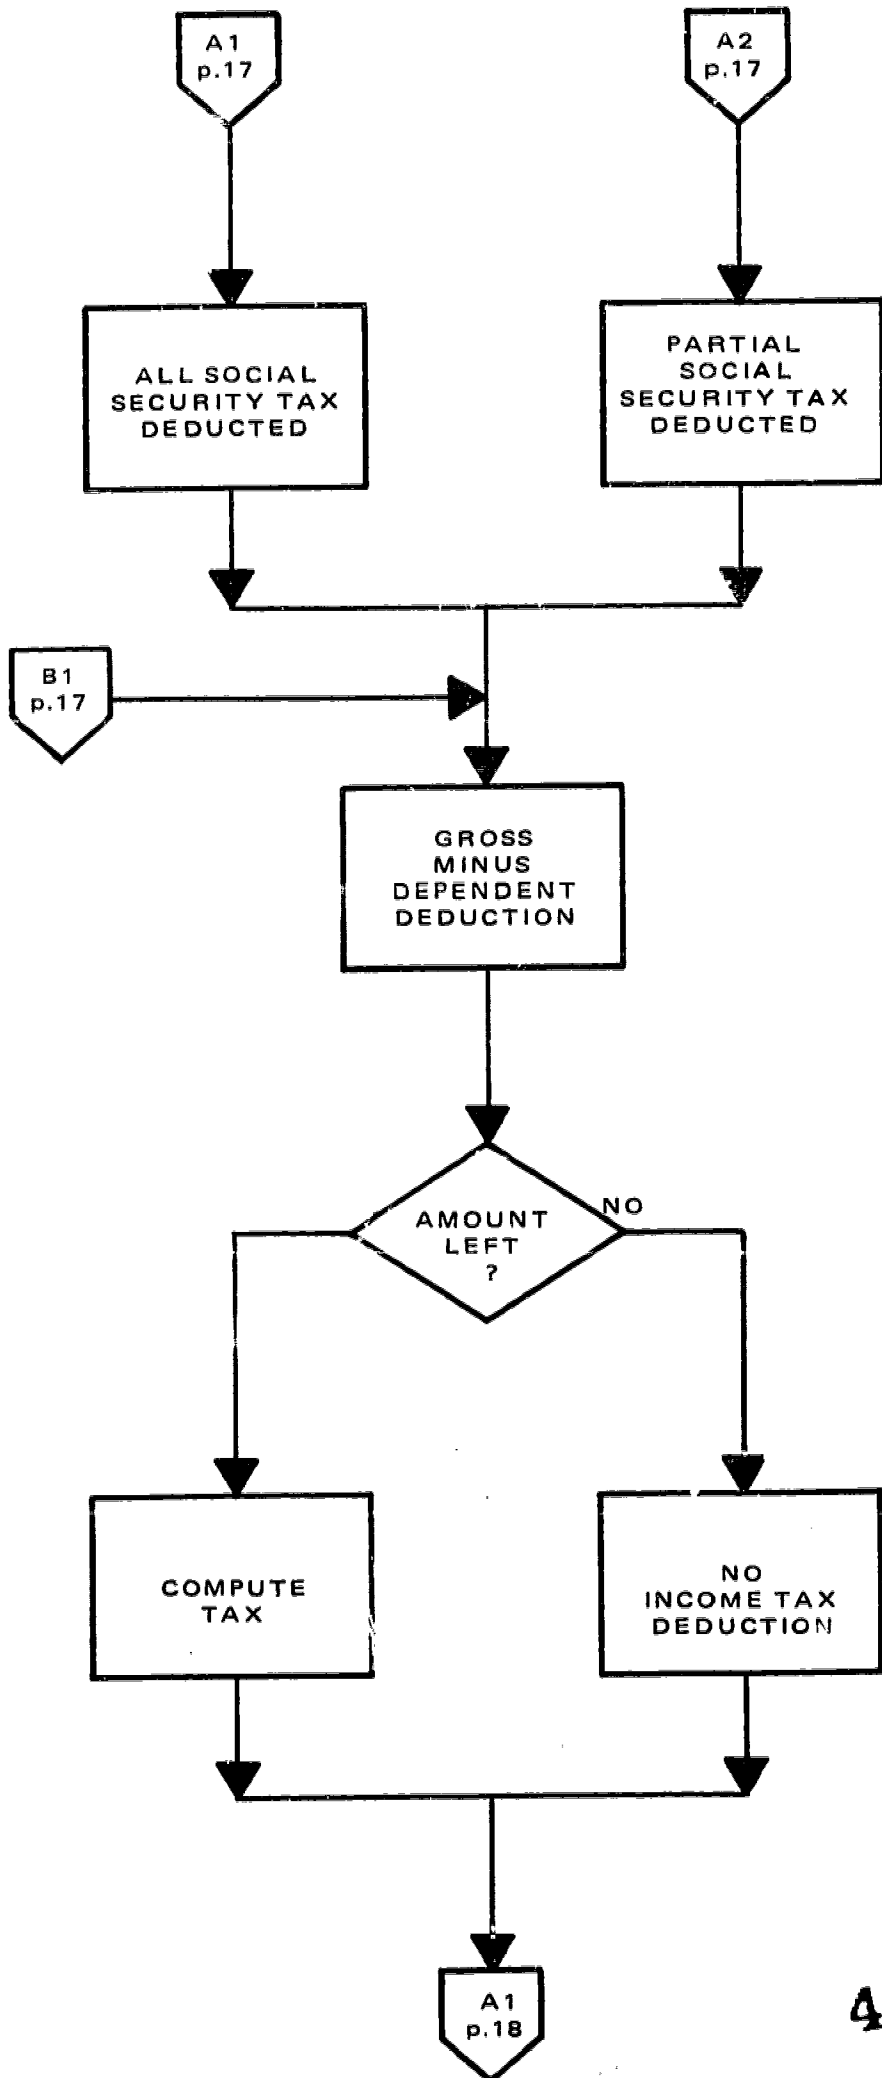 A1
p.17
A2
p.17
ALL SOCIAL
SECURITY TAX
DEDUCTED
PARTIAL
SOCIAL
SECURITY TAX
DEDUCTED
B1
p.17
GROSS
MINUS
DEPENDENT
DEDUCTION
AMOUNT
LEFT
?
NO
COMPUTE
TAX
NO
INCOME TAX
DEDUCTION
A1
p.18
4